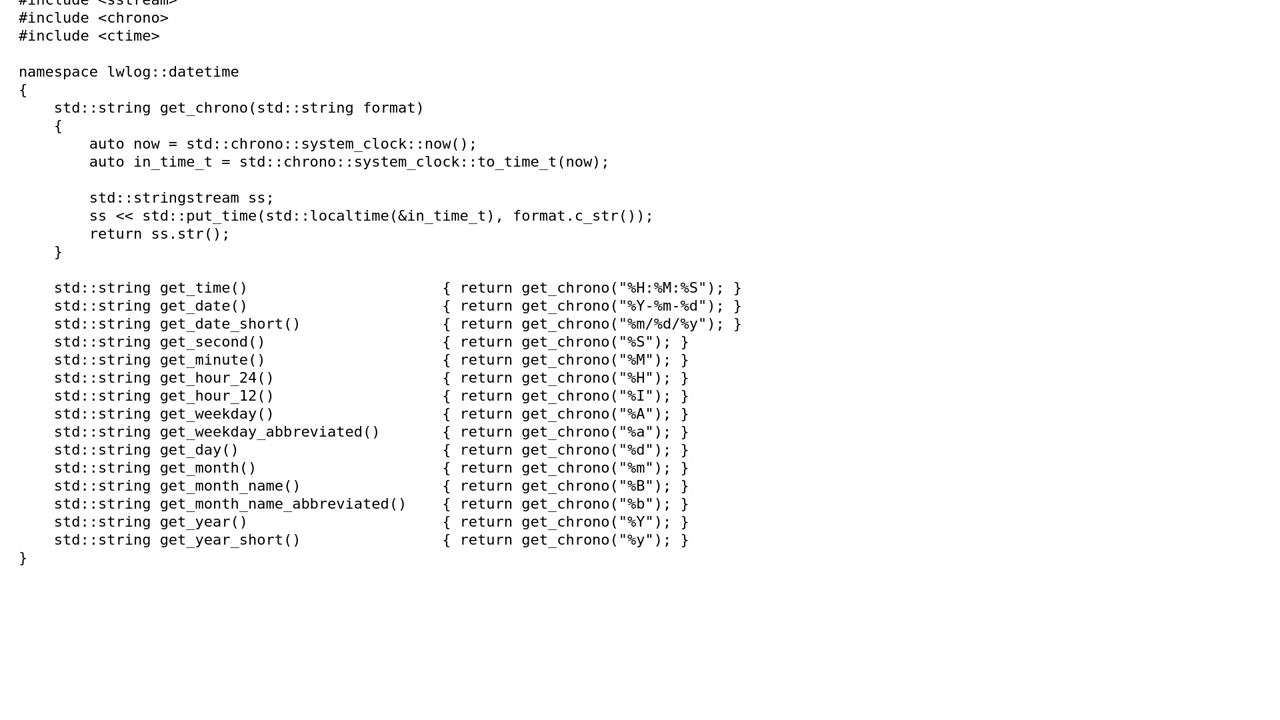 #include <sstream>
#include <chrono>
#include <ctime>

namespace lwlog::datetime
{
    std::string get_chrono(std::string format)
    {
        auto now = std::chrono::system_clock::now();
        auto in_time_t = std::chrono::system_clock::to_time_t(now);

        std::stringstream ss;
        ss << std::put_time(std::localtime(&in_time_t), format.c_str());
        return ss.str();
    }

    std::string get_time()                      { return get_chrono("%H:%M:%S"); }
    std::string get_date()                      { return get_chrono("%Y-%m-%d"); }
    std::string get_date_short()                { return get_chrono("%m/%d/%y"); }
    std::string get_second()                    { return get_chrono("%S"); }
    std::string get_minute()                    { return get_chrono("%M"); }
    std::string get_hour_24()                   { return get_chrono("%H"); }
    std::string get_hour_12()                   { return get_chrono("%I"); }
    std::string get_weekday()                   { return get_chrono("%A"); }
    std::string get_weekday_abbreviated()       { return get_chrono("%a"); }
    std::string get_day()                       { return get_chrono("%d"); }
    std::string get_month()                     { return get_chrono("%m"); }
    std::string get_month_name()                { return get_chrono("%B"); }
    std::string get_month_name_abbreviated()    { return get_chrono("%b"); }
    std::string get_year()                      { return get_chrono("%Y"); }
    std::string get_year_short()                { return get_chrono("%y"); }
}